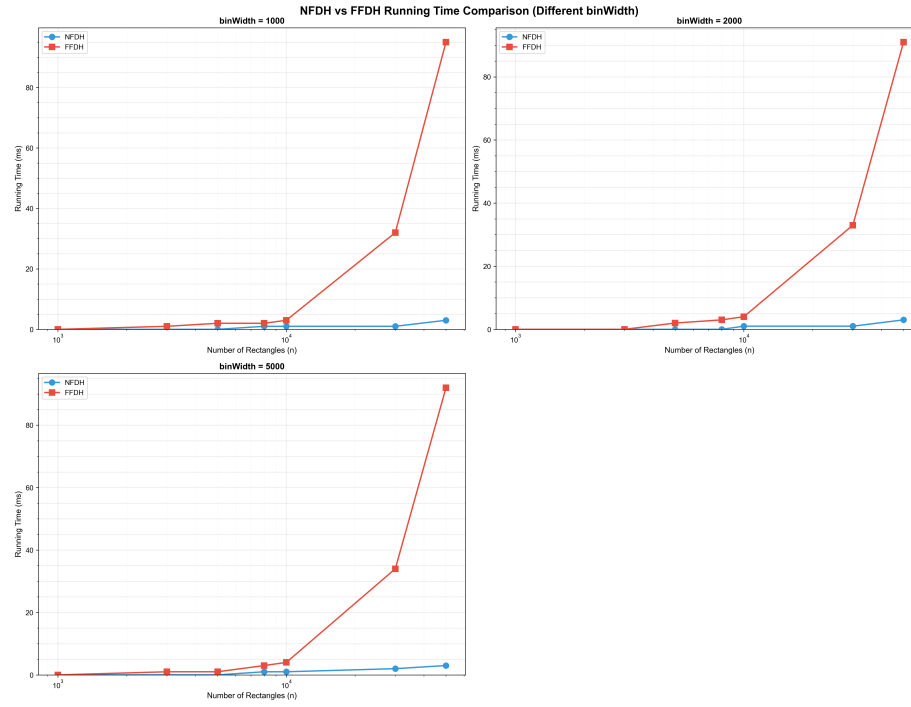 NFDH vs FFDH Running Time Comparison (Different binWidth)
binWidth = 1000
NFDH
FFDH
80
60
40
20
0
Running Time (ms)
10³
10⁴
Number of Rectangles (n)
binWidth = 2000
NFDH
FFDH
80
60
40
20
0
Running Time (ms)
10³
10⁴
Number of Rectangles (n)
binWidth = 5000
NFDH
FFDH
80
60
40
20
0
Running Time (ms)
10³
10⁴
Number of Rectangles (n)